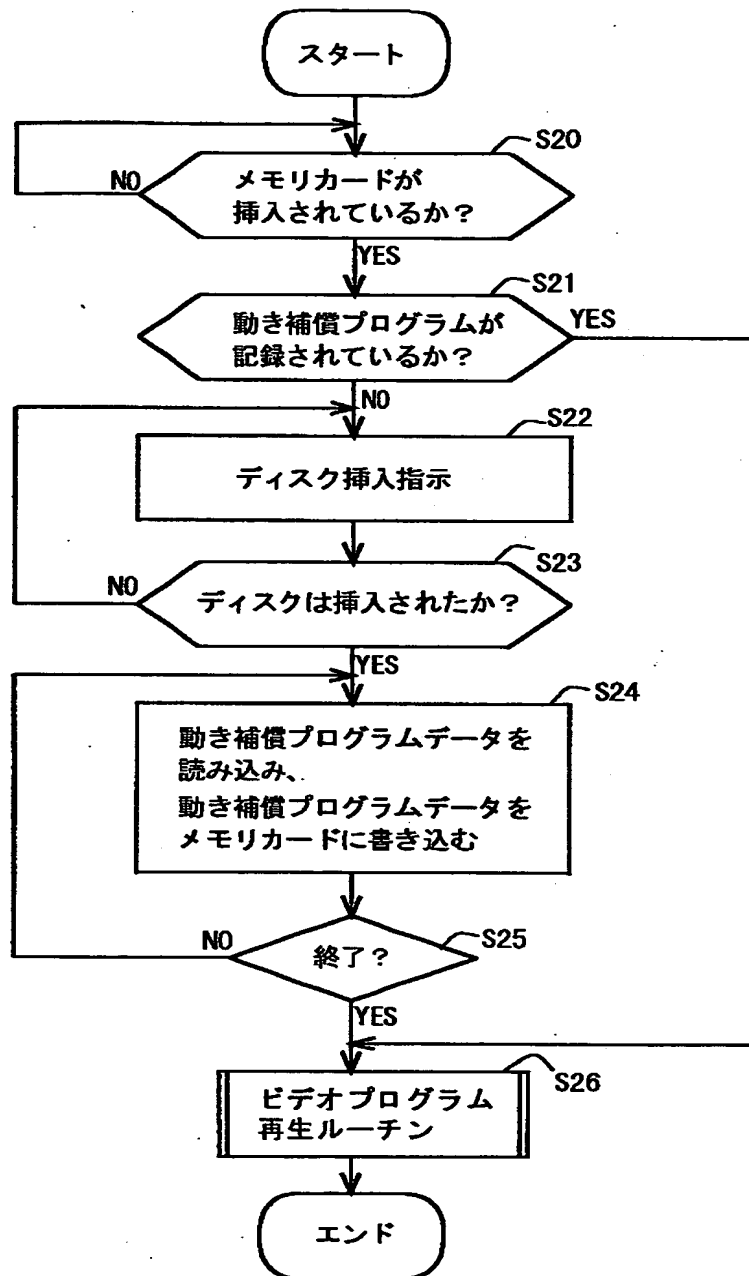 スタート
S20
NO
メモリカードが
挿入されているか?
YES
S21
動き補償プログラムが
記録されているか?
YES
NO
S22
ディスク挿入指示
S23
NO
ディスクは挿入されたか?
YES
S24
動き補償プログラムデータを
読み込み、
動き補償プログラムデータを
メモリカードに書き込む
NO
終了?
S25
YES
S26
ビデオプログラム
再生ルーチン
エンド